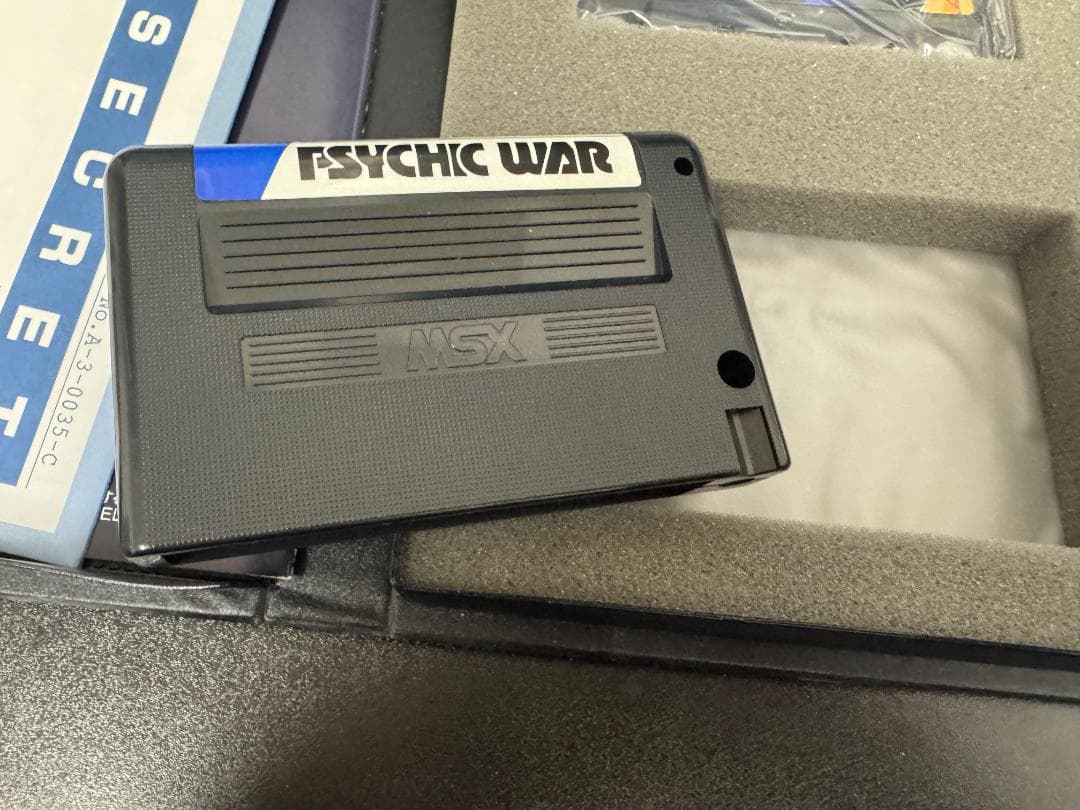 SECRET
No.A-3-0035-C
PSYCHIC WAR
MSX